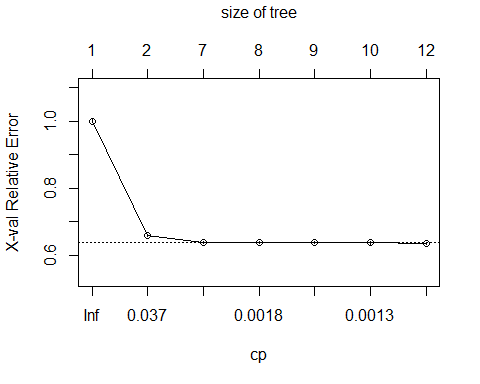 size of tree
1 2 7 8 9 10 12
X-val Relative Error
1.0
0.8
0.6
Inf 0.037 0.0018 0.0013
cp